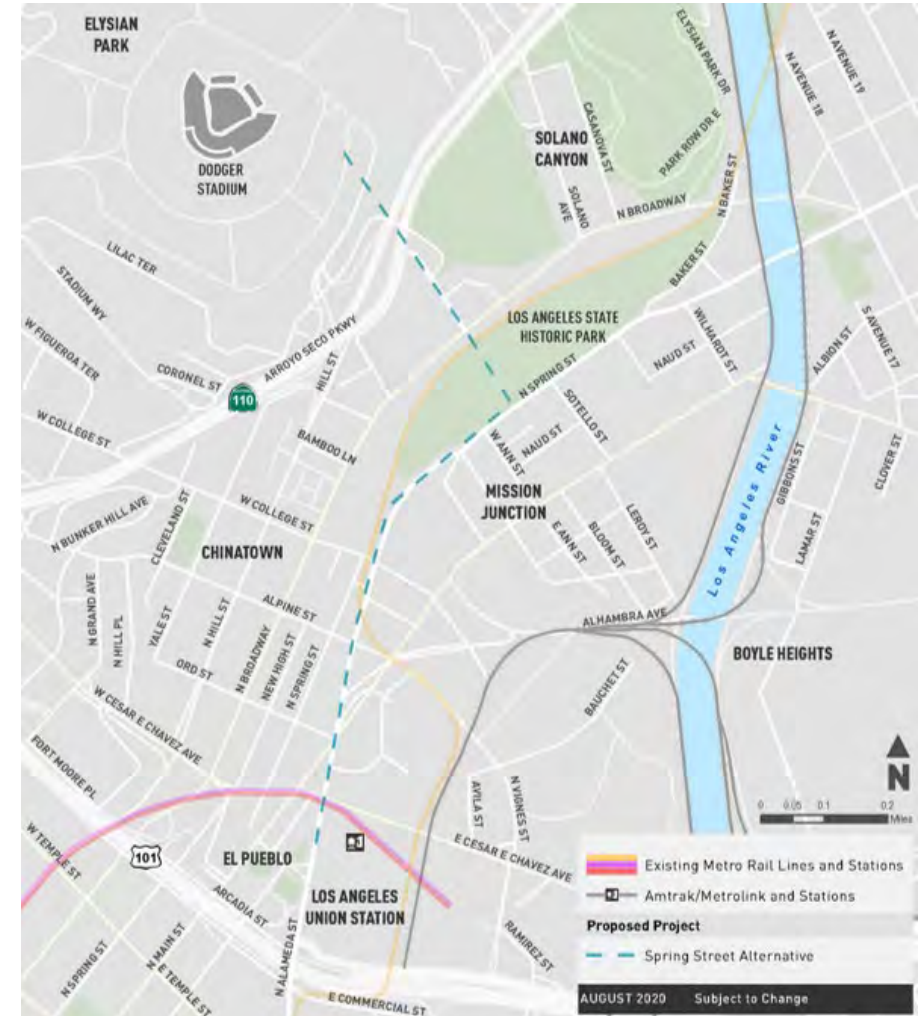 ELYSIAN
PARK
DODGER
STADIUM
ELYSIAN PARK DR
N AVENUE 19
N AVENUE 18
SOLANO
CANYON
CASANOVA ST
PARK ROW DR E
SOLANO
AVE
N BROADWAY
N BAKER ST
BAKER ST
LILAC TER
STADIUM WY
W FIGUEROA TER
CORONEL ST
ARROYO SECO PKWY
110
HILL ST
LOS ANGELES STATE
HISTORIC PARK
N SPRING ST
NAUD ST
WILHARDT ST
ALBION ST
S AVENUE 17
W COLLEGE ST
BAMBOO LN
SOTELLO ST
W ANN ST
NAUD ST
MISSION
JUNCTION
Los Angeles River
GIBBONS ST
CLOVER ST
LAMAR ST
N BUNKER HILL AVE
CLEVELAND ST
W COLLEGE ST
CHINATOWN
LEROY ST
BLOOM ST
E ANN ST
N GRAND AVE
N HILL PL
YALE ST
N HILL ST
ALPINE ST
ORD ST
N BROADWAY
NEW HIGH ST
N SPRING ST
ALHAMBRA AVE
BOYLE HEIGHTS
BAUCHET ST
W CESAR E CHAVEZ AVE
FORT MOORE PL
W TEMPLE ST
101
EL PUEBLO
ARCADIA ST
LOS ANGELES
UNION STATION
AVILA ST
N VIGNES ST
E CESAR E CHAVEZ AVE
RAMIREZ ST
N SPRING ST
N MAIN ST
E TEMPLE ST
N ALAMEDA ST
E COMMERCIAL ST
N
0 0.05 0.1 0.2
Miles
Existing Metro Rail Lines and Stations
Amtrak/Metrolink and Stations
Proposed Project
Spring Street Alternative
AUGUST 2020 Subject to Change